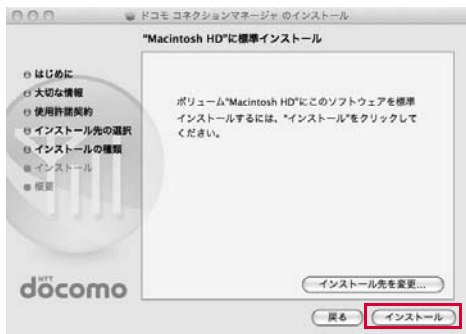 ドコモ コネクションマネージャ のインストール
"Macintosh HD"に標準インストール
はじめに
大切な情報
使用許諾契約
インストール先の選択
インストールの種類
インストール
概要
ボリューム"Macintosh HD"にこのソフトウェアを標準
インストールするには、"インストール"をクリックして
ください。
NTT
döcomo
インストール先を変更...
戻る
インストール